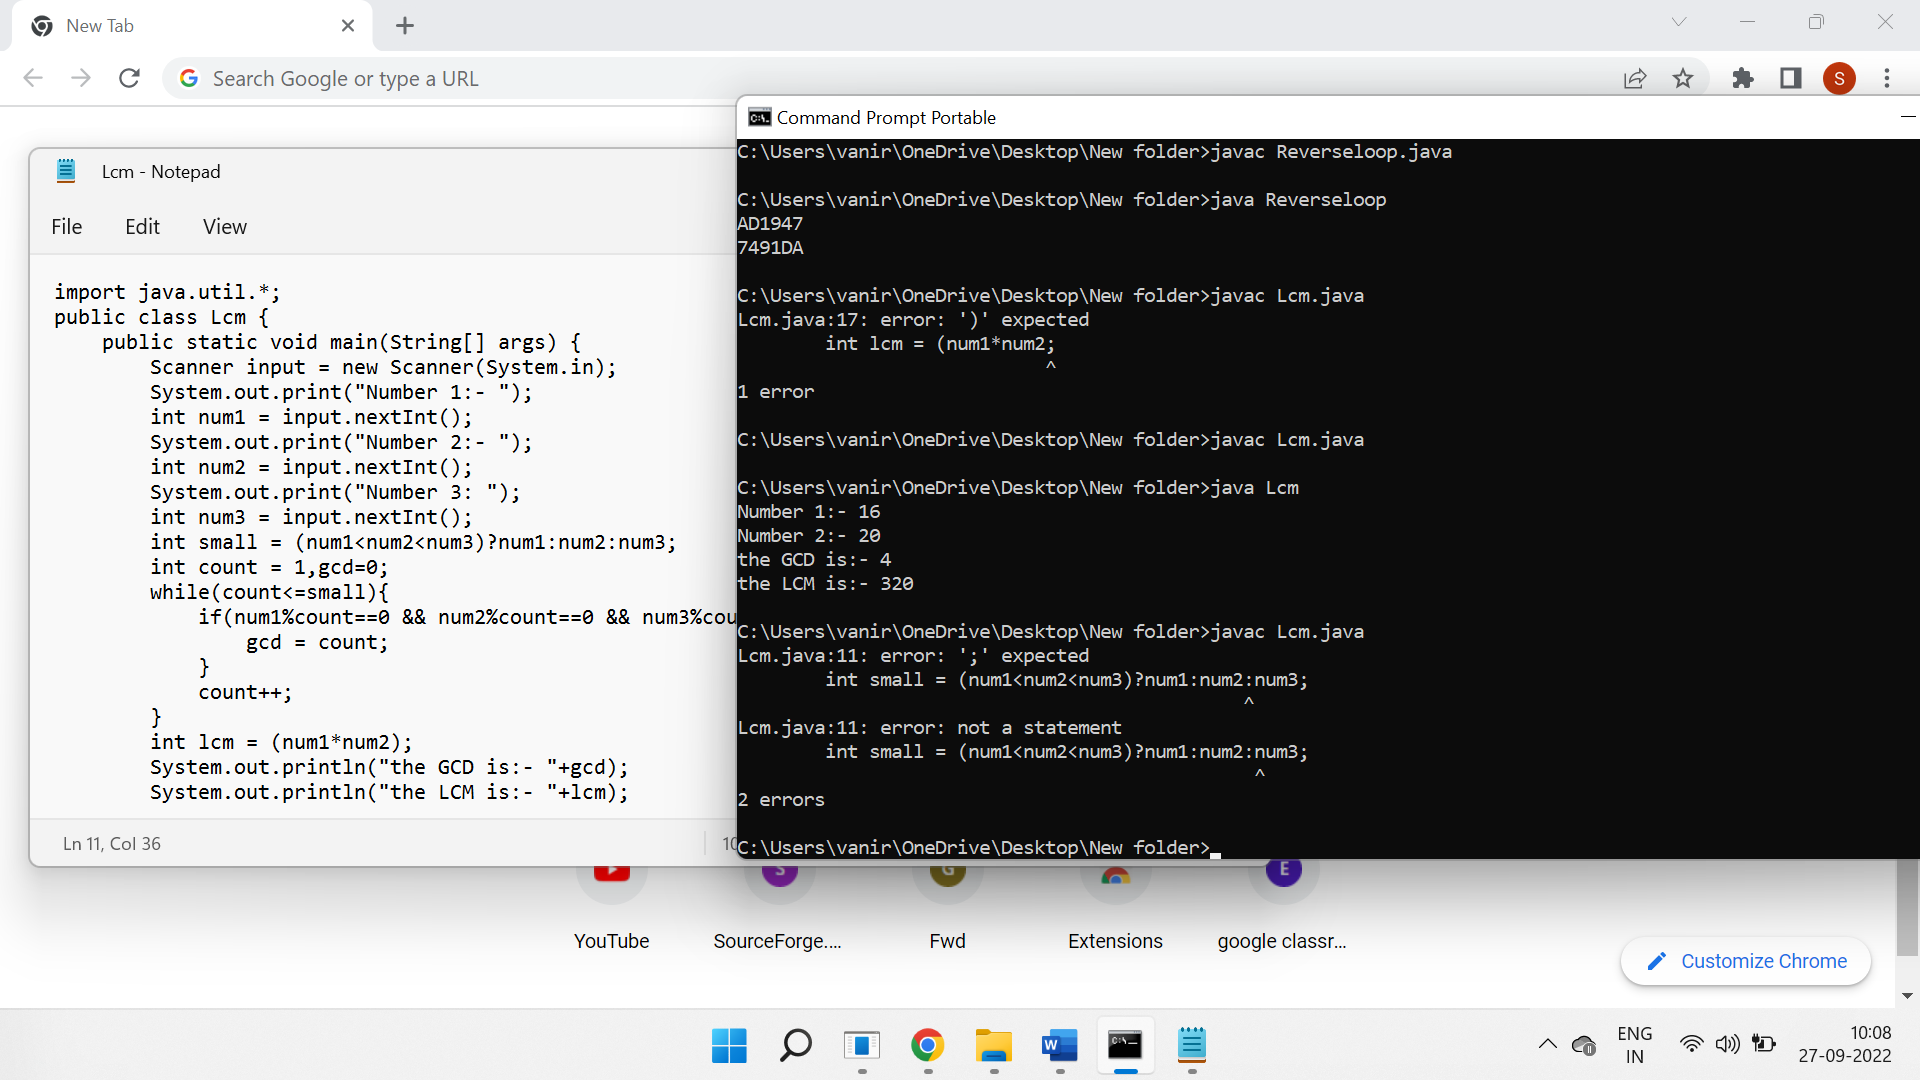 New Tab
Search Google or type a URL
S
Lcm - Notepad
File Edit View
import java.util.*;
public class Lcm {
    public static void main(String[] args) {
        Scanner input = new Scanner(System.in);
        System.out.print("Number 1:- ");
        int num1 = input.nextInt();
        System.out.print("Number 2:- ");
        int num2 = input.nextInt();
        System.out.print("Number 3: ");
        int num3 = input.nextInt();
        int small = (num1<num2<num3)?num1:num2:num3;
        int count = 1,gcd=0;
        while(count<=small){
            if(num1%count==0 && num2%count==0 && num3%cou
                gcd = count;
            }
            count++;
        }
        int lcm = (num1*num2);
        System.out.println("the GCD is:- "+gcd);
        System.out.println("the LCM is:- "+lcm);
Ln 11, Col 36
10
Command Prompt Portable
C:\Users\vanir\OneDrive\Desktop\New folder>javac Reverseloop.java
C:\Users\vanir\OneDrive\Desktop\New folder>java Reverseloop
AD1947
7491DA
C:\Users\vanir\OneDrive\Desktop\New folder>javac Lcm.java
Lcm.java:17: error: ')' expected
        int lcm = (num1*num2;
                            ^
1 error
C:\Users\vanir\OneDrive\Desktop\New folder>javac Lcm.java
C:\Users\vanir\OneDrive\Desktop\New folder>java Lcm
Number 1:- 16
Number 2:- 20
the GCD is:- 4
the LCM is:- 320
C:\Users\vanir\OneDrive\Desktop\New folder>javac Lcm.java
Lcm.java:11: error: ';' expected
        int small = (num1<num2<num3)?num1:num2:num3;
                                              ^
Lcm.java:11: error: not a statement
        int small = (num1<num2<num3)?num1:num2:num3;
                                               ^
2 errors
C:\Users\vanir\OneDrive\Desktop\New folder>
S G E
YouTube SourceForge.... Fwd Extensions google classr...
Customize Chrome
ENG
IN
10:08
27-09-2022